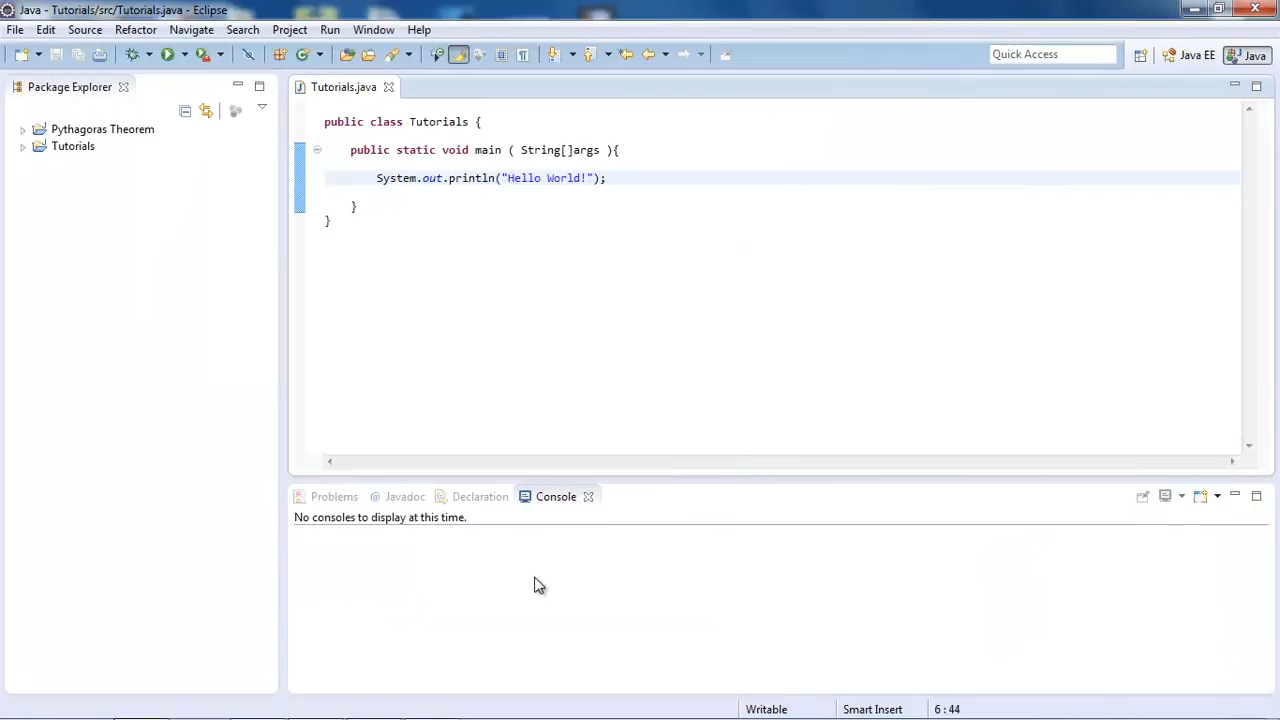 Java - Tutorials/src/Tutorials.java - Eclipse
File Edit Source Refactor Navigate Search Project Run Window Help
Quick Access Java EE Java
Package Explorer
Pythagoras Theorem
Tutorials
Tutorials.java
public class Tutorials {
public static void main ( String[]args ){
System.out.println("Hello World!");
}
}
Problems @ Javadoc Declaration Console
No consoles to display at this time.
Writable Smart Insert 6 : 44